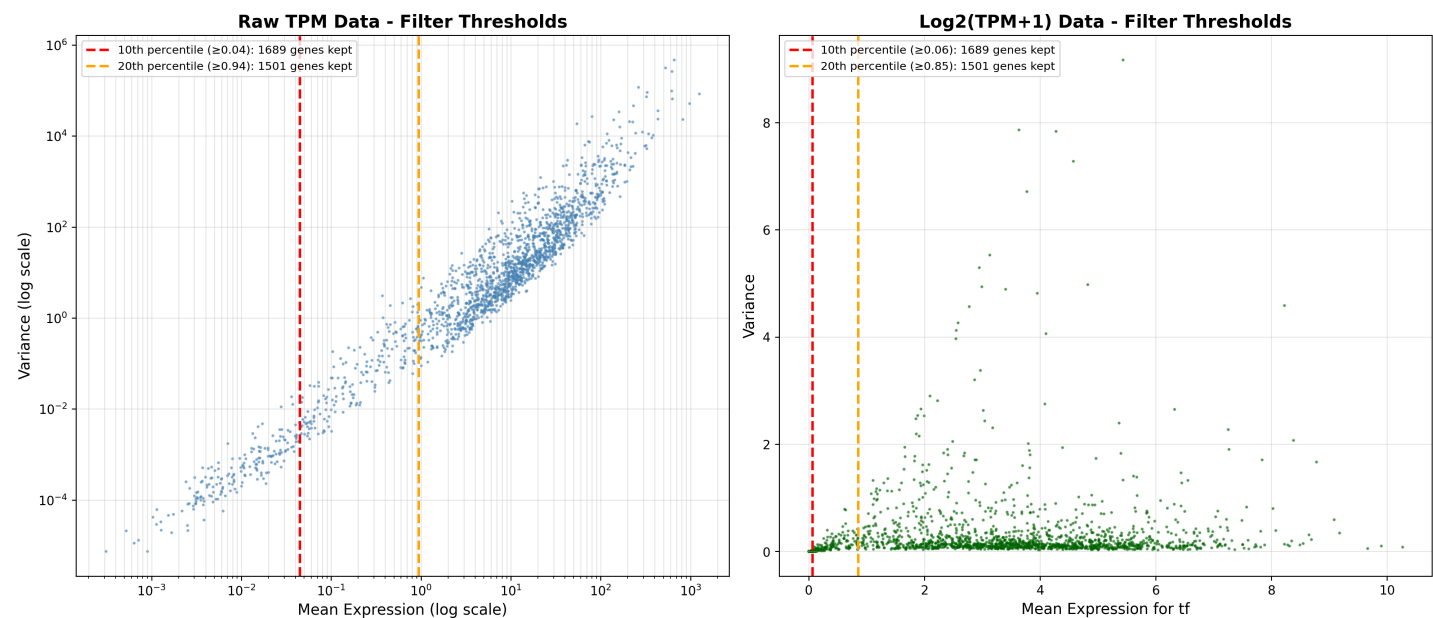 Raw TPM Data - Filter Thresholds
10th percentile (≥0.04): 1689 genes kept
20th percentile (≥0.94): 1501 genes kept
Variance (log scale)
10⁶
10⁴
10²
10⁰
10⁻²
10⁻⁴
10⁻³ 10⁻² 10⁻¹ 10⁰ 10¹ 10² 10³
Mean Expression (log scale)
Log2(TPM+1) Data - Filter Thresholds
10th percentile (≥0.06): 1689 genes kept
20th percentile (≥0.85): 1501 genes kept
Variance
8
6
4
2
0
0 2 4 6 8 10
Mean Expression for tf